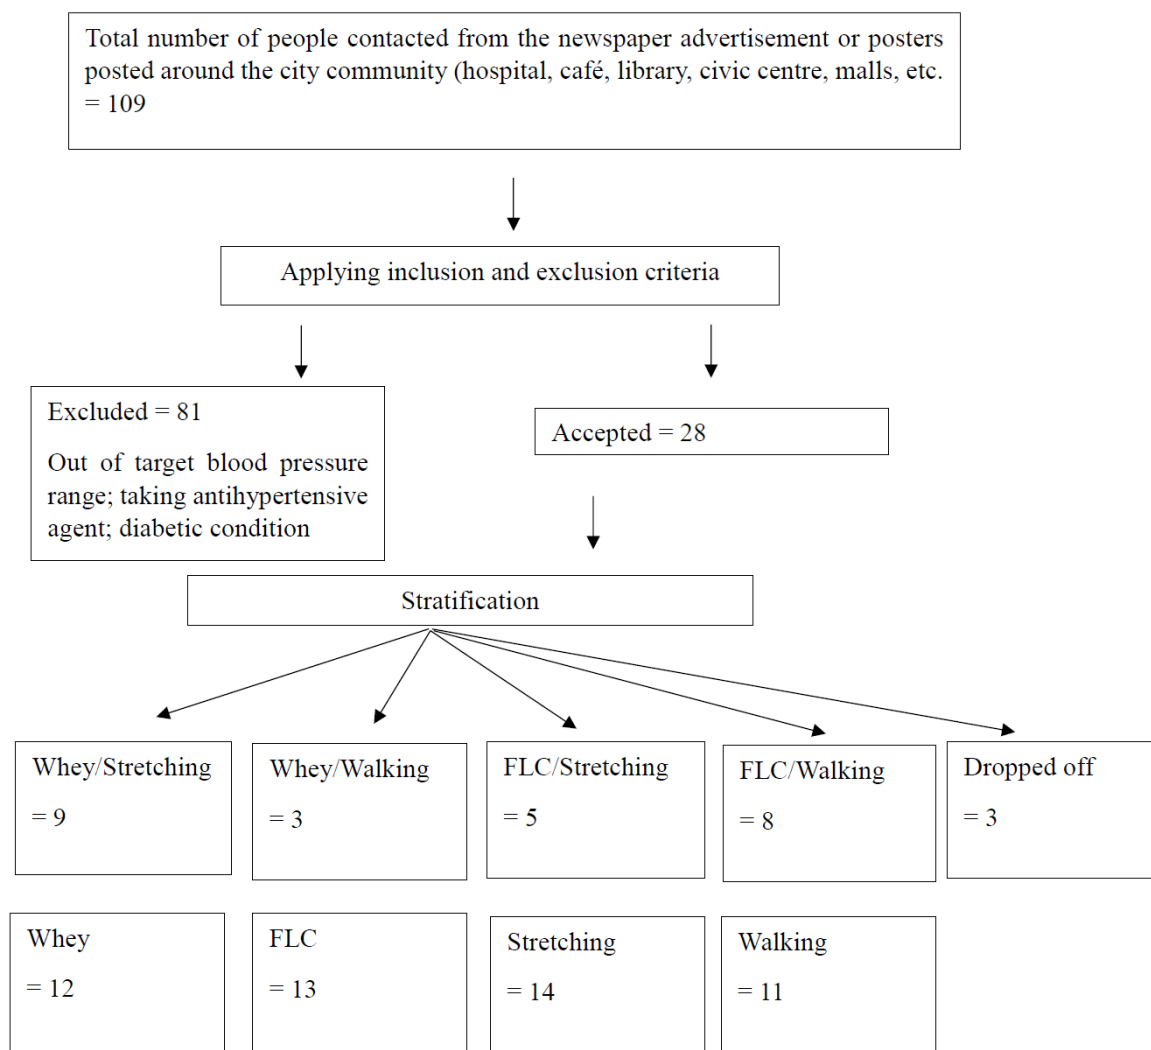 Total number of people contacted from the newspaper advertisement or posters
posted around the city community (hospital, café, library, civic centre, malls, etc.
= 109
Applying inclusion and exclusion criteria
Excluded = 81
Out of target blood pressure
range; taking antihypertensive
agent; diabetic condition
Accepted = 28
Stratification
Whey/Stretching
= 9
Whey/Walking
= 3
FLC/Stretching
= 5
FLC/Walking
= 8
Dropped off
= 3
Whey
= 12
FLC
= 13
Stretching
= 14
Walking
= 11